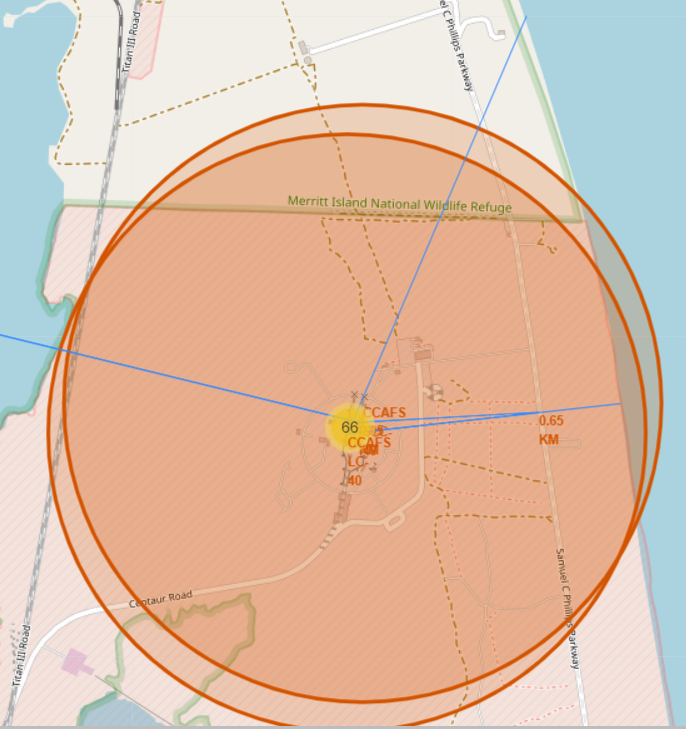 Titan III Road
el C Phillips Parkway
Merritt Island National Wildlife Refuge
CCAFS
66
CCAFS
LC-
40
0.65
KM
Centaur Road
Samuel C Phillips Parkway
Titan III Road